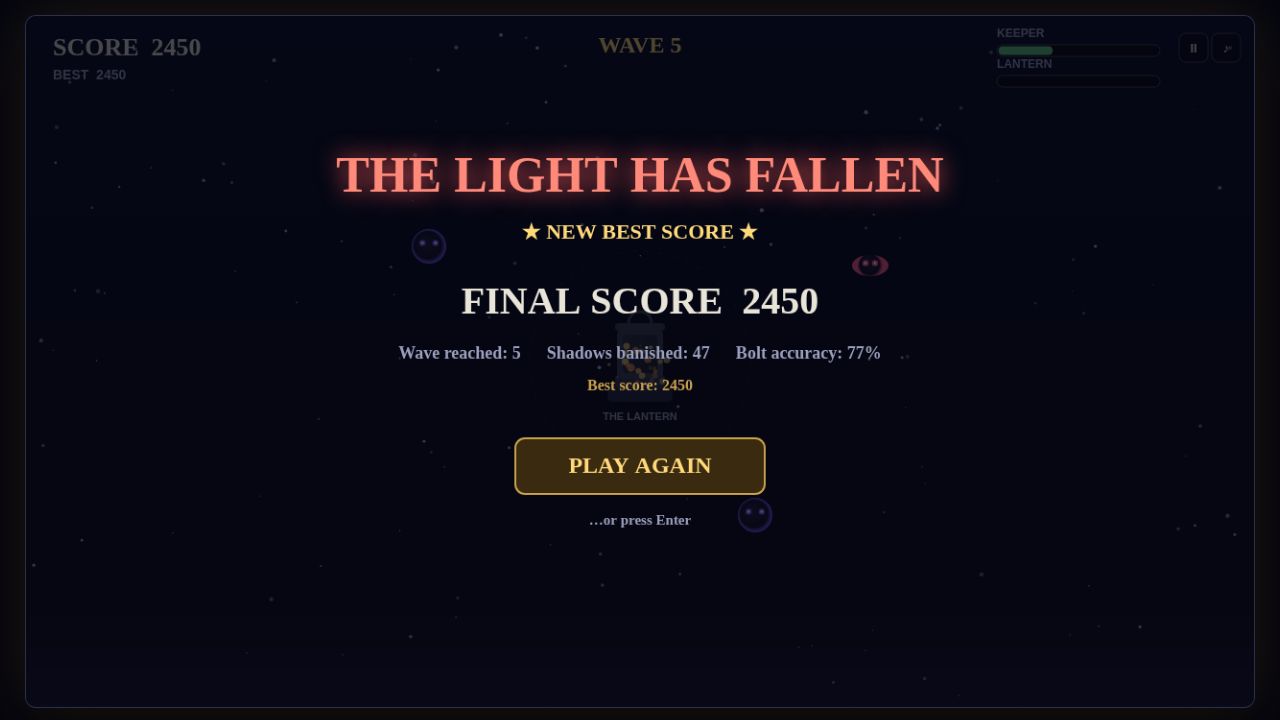 SCORE 2450
BEST 2450
WAVE 5
KEEPER
LANTERN
THE LIGHT HAS FALLEN
★ NEW BEST SCORE ★
FINAL SCORE 2450
Wave reached: 5 Shadows banished: 47 Bolt accuracy: 77%
Best score: 2450
THE LANTERN
PLAY AGAIN
…or press Enter